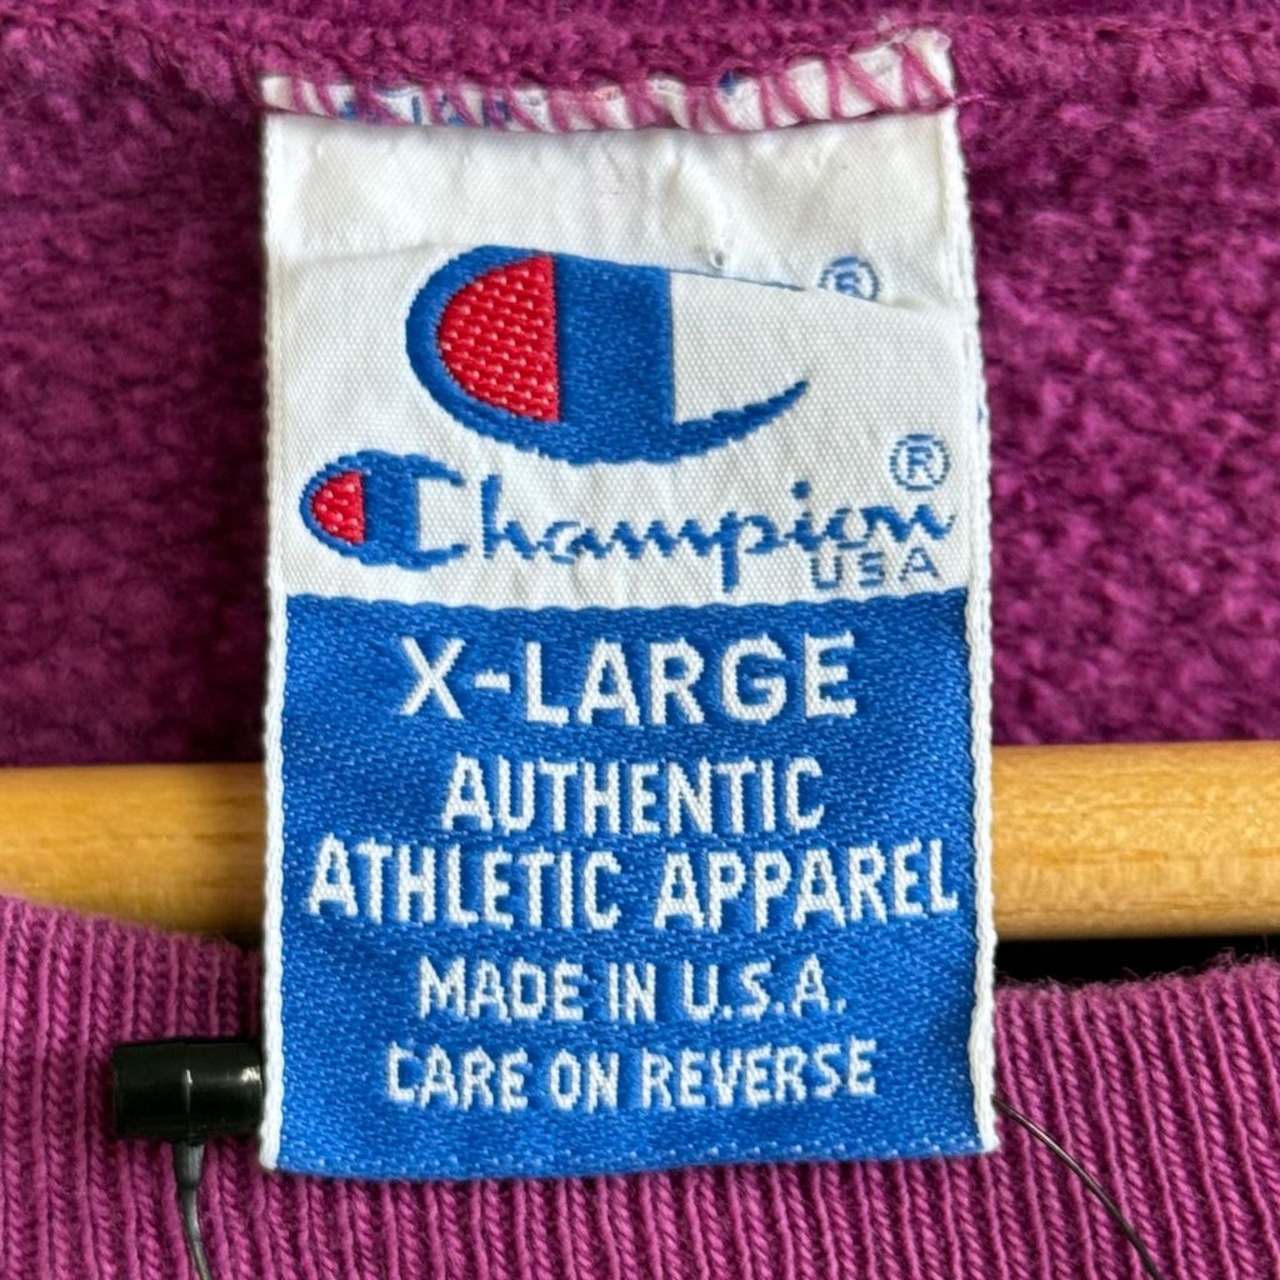 ®
Champion®
USA
X-LARGE
AUTHENTIC
ATHLETIC APPAREL
MADE IN U.S.A.
CARE ON REVERSE